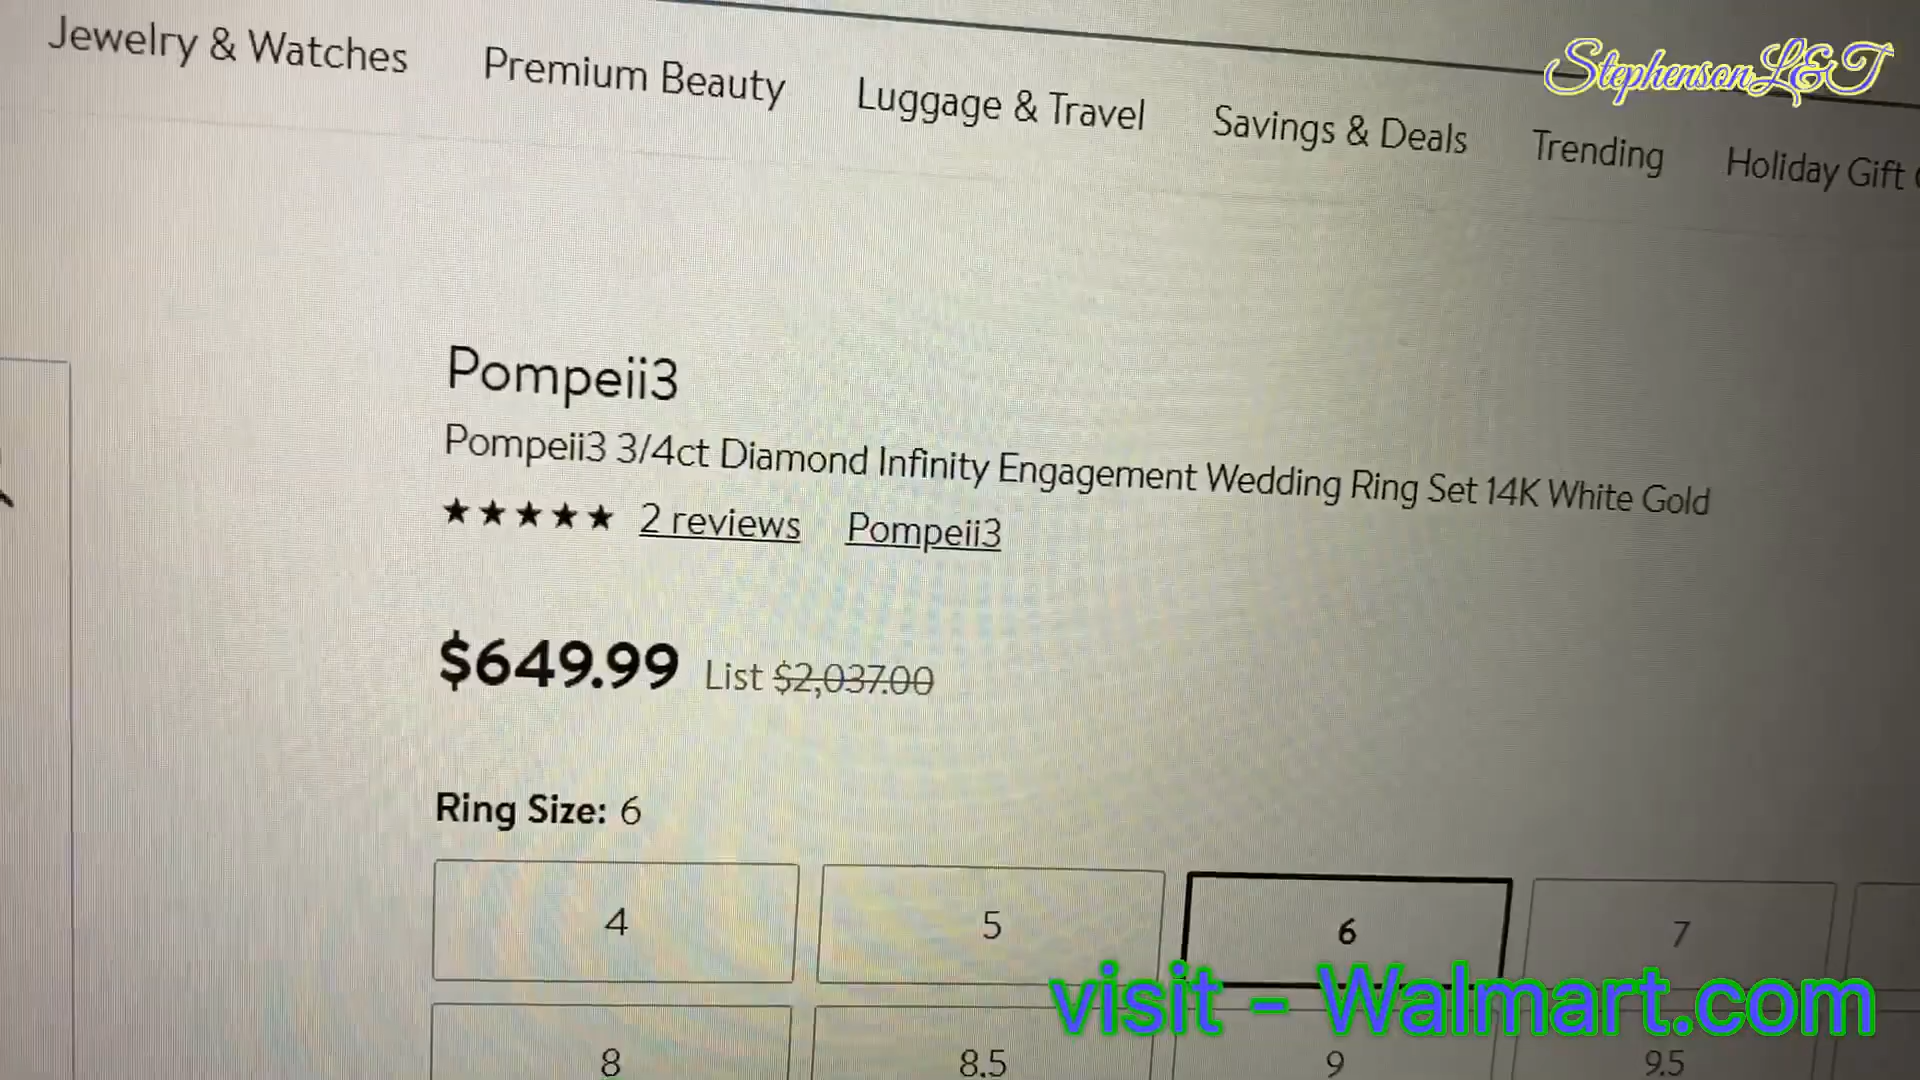 Jewelry & Watches Premium Beauty Luggage & Travel Savings & Deals Trending Holiday Gift
StephensonL&T
Pompeii3
Pompeii3 3/4ct Diamond Infinity Engagement Wedding Ring Set 14K White Gold
★★★★★ 2 reviews Pompeii3
$649.99 List $2,037.00
Ring Size: 6
4 5 6 7
visit - Walmart.com
8 8.5 9 9.5